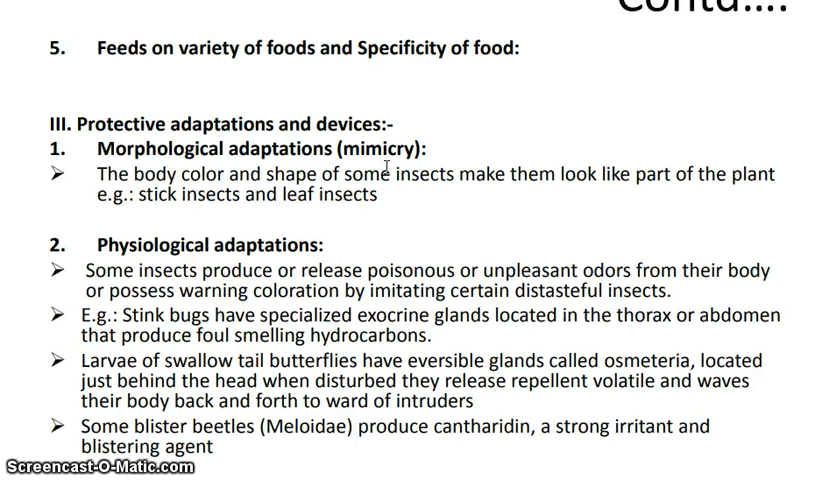 Contd....
5. Feeds on variety of foods and Specificity of food:
III. Protective adaptations and devices:-
1. Morphological adaptations (mimicry):
➢ The body color and shape of some insects make them look like part of the plant
e.g.: stick insects and leaf insects
2. Physiological adaptations:
➢ Some insects produce or release poisonous or unpleasant odors from their body
or possess warning coloration by imitating certain distasteful insects.
➢ E.g.: Stink bugs have specialized exocrine glands located in the thorax or abdomen
that produce foul smelling hydrocarbons.
➢ Larvae of swallow tail butterflies have eversible glands called osmeteria, located
just behind the head when disturbed they release repellent volatile and waves
their body back and forth to ward of intruders
➢ Some blister beetles (Meloidae) produce cantharidin, a strong irritant and
blistering agent
Screencast-O-Matic.com